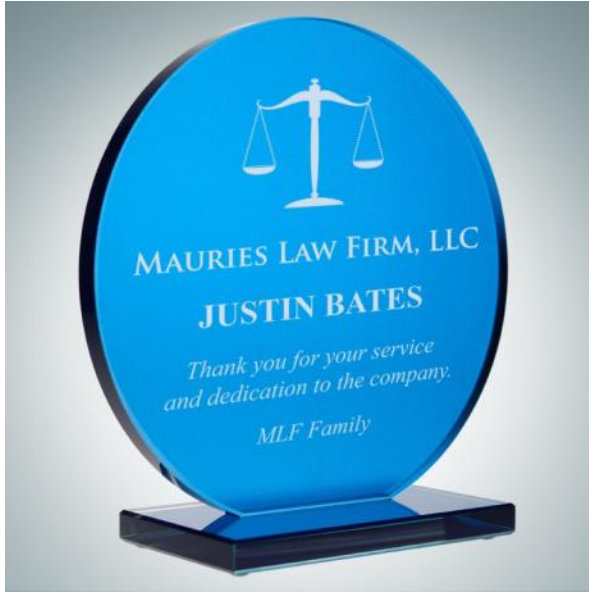 MAURIES LAW FIRM, LLC
JUSTIN BATES
Thank you for your service
and dedication to the company.
MLF Family